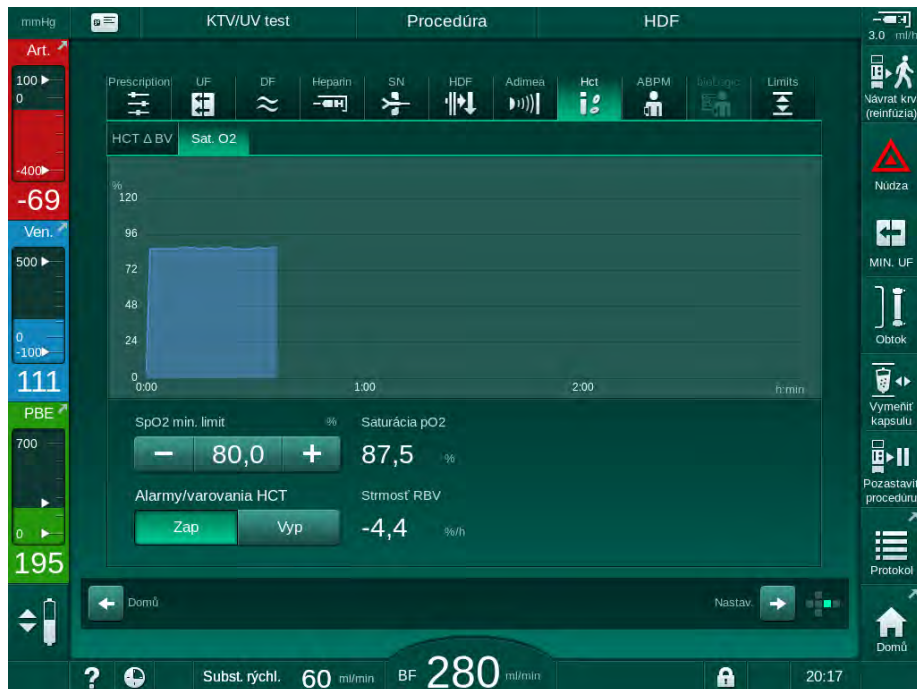 mmHg
KTV/UV test
Procedúra
HDF
3.0 ml/h
Art.
100
0
-400
-69
Ven.
500
0
-100
111
PBE
700
0
195
Prescription
UF
DF
Heparin
SN
HDF
Adimea
Hct
ABPM
bioLogic
Limits
HCT Δ BV
Sat. O2
%
120
96
72
48
24
0
0:00
1:00
2:00
h:min
SpO2 min. limit %
− 80,0 +
Saturácia pO2
87,5 %
Alarmy/varovania HCT
Zap Vyp
Strmosť RBV
-4,4 %/h
Domů
Nastav.
Návrat krvi
(reinfúzia)
Núdza
MIN. UF
Obtok
Vymeniť
kapsulu
Pozastaviť
procedúru
Protokol
Domů
?
Subst. rýchl. 60 ml/min
BF 280 ml/min
20:17